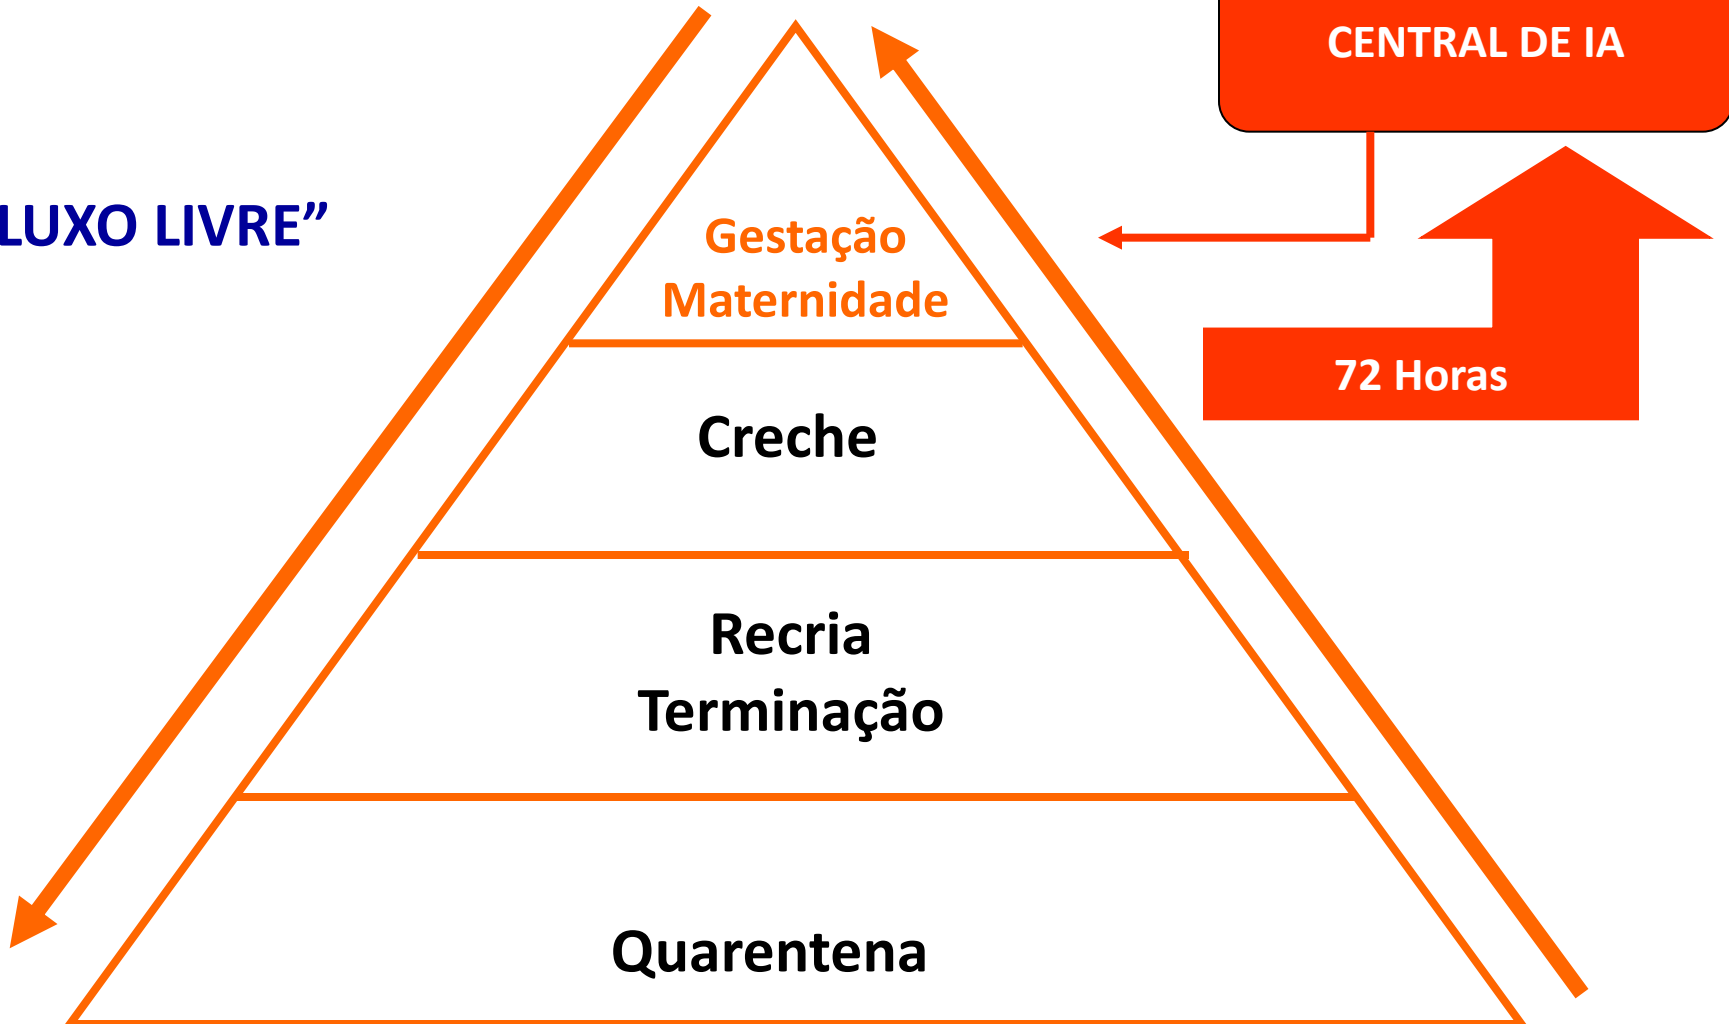 CENTRAL DE IA
LUXO LIVRE”
Gestação
Maternidade
72 Horas
Creche
Recria
Terminação
Quarentena